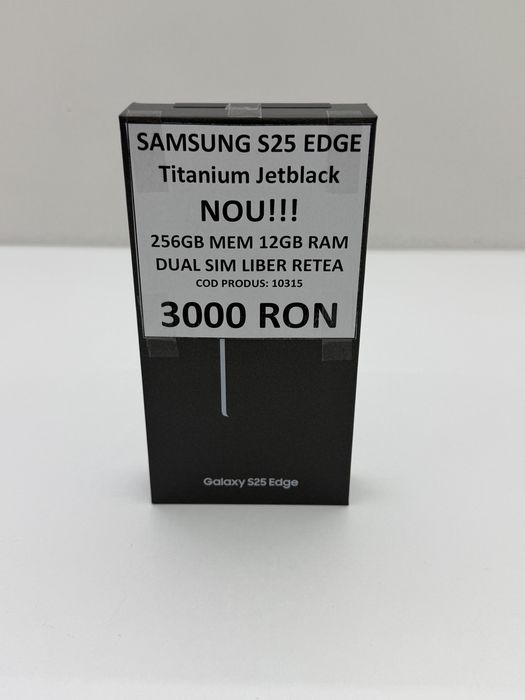 SAMSUNG S25 EDGE
Titanium Jetblack
NOU!!!
256GB MEM 12GB RAM
DUAL SIM LIBER RETEA
COD PRODUS: 10315
3000 RON
Galaxy S25 Edge